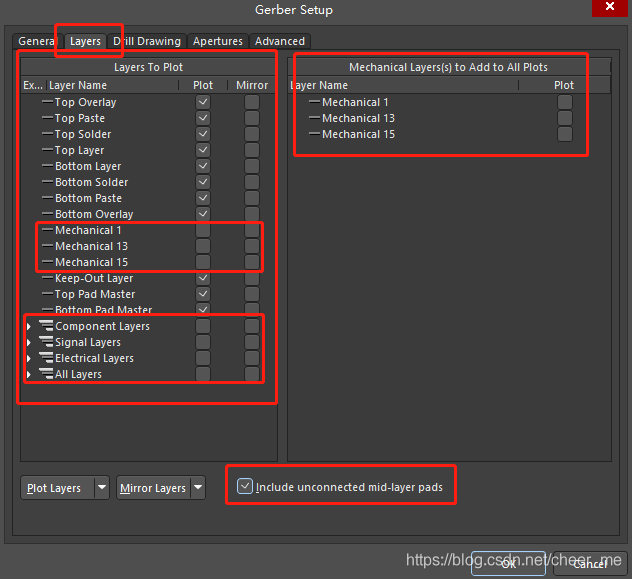 Gerber Setup
General Layers Drill Drawing Apertures Advanced
Layers To Plot
Ex... Layer Name Plot Mirror
Top Overlay
Top Paste
Top Solder
Top Layer
Bottom Layer
Bottom Solder
Bottom Paste
Bottom Overlay
Mechanical 1
Mechanical 13
Mechanical 15
Keep-Out Layer
Top Pad Master
Bottom Pad Master
Component Layers
Signal Layers
Electrical Layers
All Layers
Mechanical Layers(s) to Add to All Plots
Layer Name Plot
Mechanical 1
Mechanical 13
Mechanical 15
Plot Layers Mirror Layers Include unconnected mid-layer pads
https://blog.csdn.net/cheer_me
OK Cancel